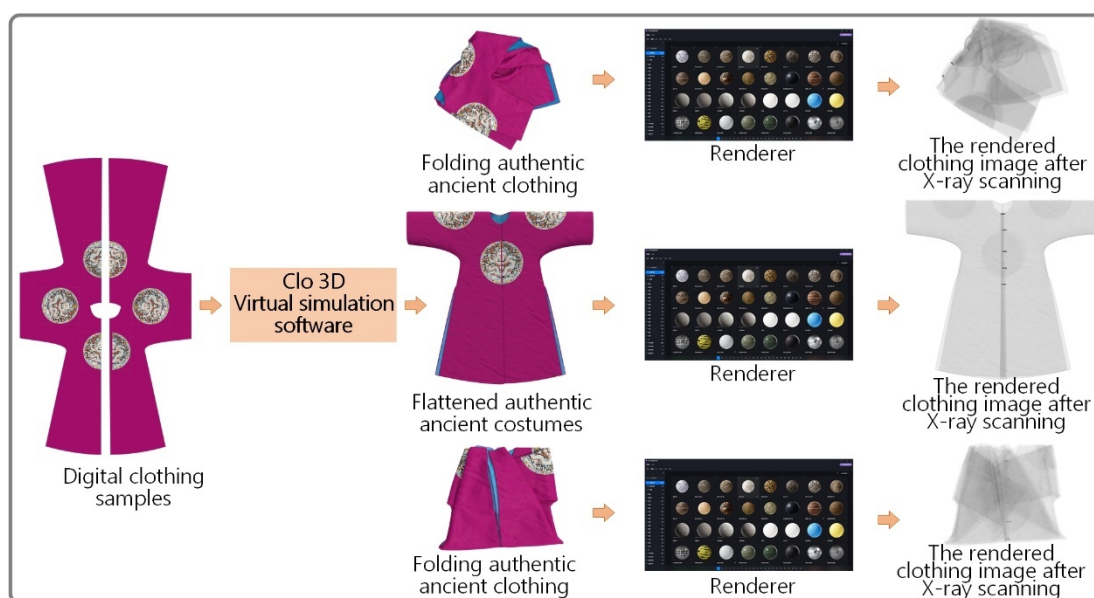 Folding authentic
ancient clothing
Renderer
The rendered
clothing image after
X-ray scanning
Digital clothing
samples
Clo 3D
Virtual simulation
software
Flattened authentic
ancient costumes
Renderer
The rendered
clothing image after
X-ray scanning
Folding authentic
ancient clothing
Renderer
The rendered
clothing image after
X-ray scanning